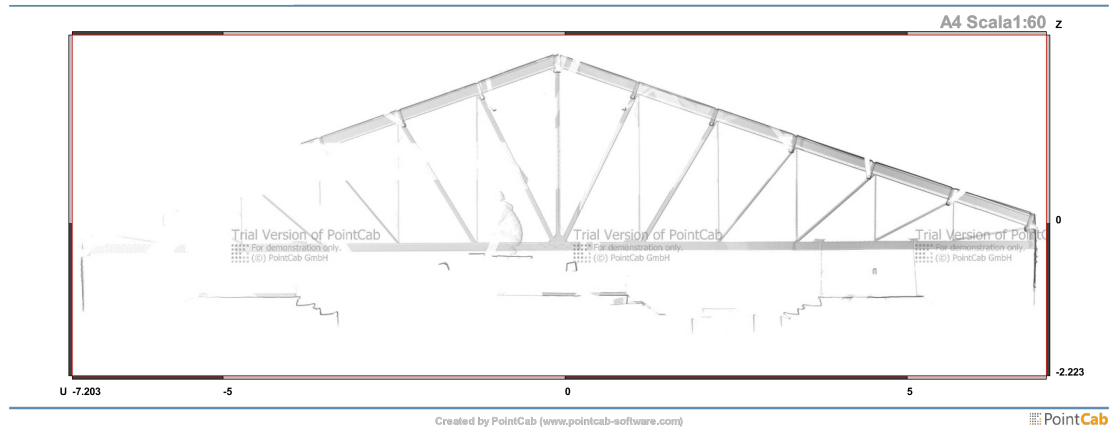 A4 Scala1:60 Z
Trial Version of PointCab
For demonstration only.
(©) PointCab GmbH
Trial Version of PointCab
For demonstration only.
(©) PointCab GmbH
Trial Version of PointC
For demonstration only.
(©) PointCab GmbH
0
-2.223
U -7.203 -5 0 5
Created by PointCab (www.pointcab-software.com)
PointCab